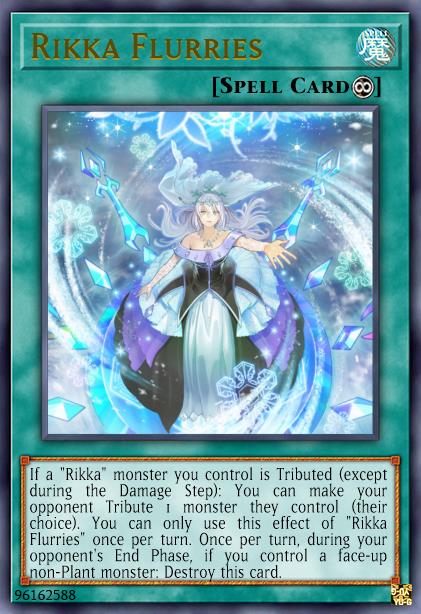 Rikka Flurries
SPELL
魔
[Spell Card]
If a "Rikka" monster you control is Tributed (except
during the Damage Step): You can make your
opponent Tribute 1 monster they control (their
choice). You can only use this effect of "Rikka
Flurries" once per turn. Once per turn, during your
opponent's End Phase, if you control a face-up
non-Plant monster: Destroy this card.
96162588